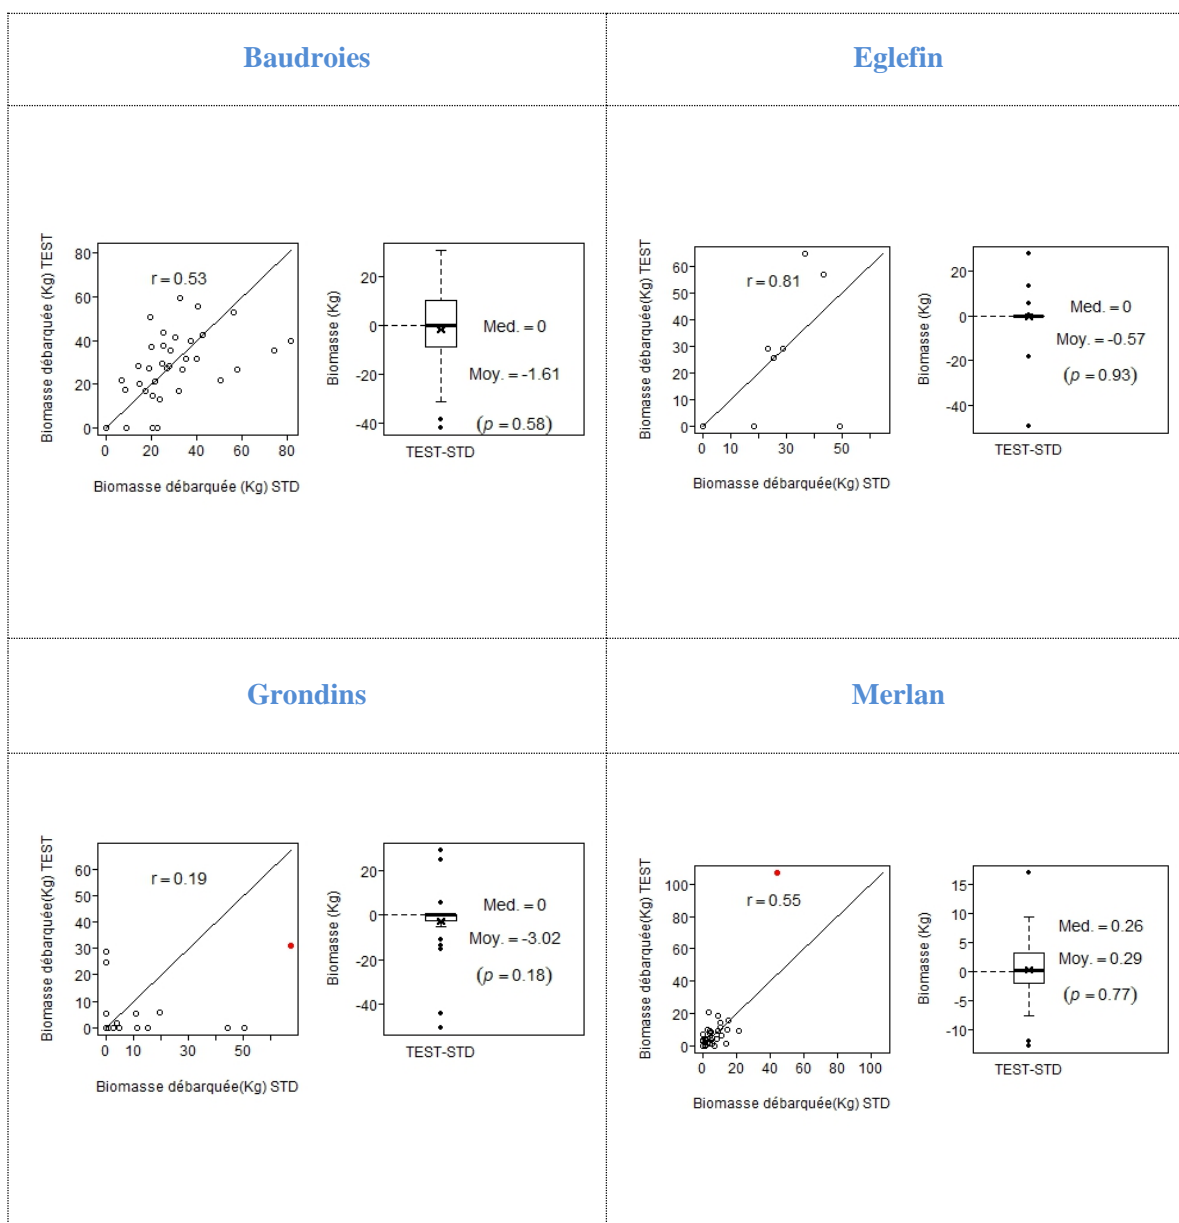 Baudroies
Eglefin
Biomasse débarquée (Kg) TEST
80
60
40
20
0
r = 0.53
0 20 40 60 80
Biomasse débarquée (Kg) STD
Biomasse (Kg)
20
0
-20
-40
Med. = 0
Moy. = -1.61
(p = 0.58)
TEST-STD
Biomasse débarquée(Kg) TEST
60
50
40
30
20
10
0
r = 0.81
0 10 30 50
Biomasse débarquée(Kg) STD
Biomasse (Kg)
20
0
-20
-40
Med. = 0
Moy. = -0.57
(p = 0.93)
TEST-STD
Grondins
Merlan
Biomasse débarquée(Kg) TEST
60
50
40
30
20
10
0
r = 0.19
0 10 30 50
Biomasse débarquée(Kg) STD
Biomasse (Kg)
20
0
-20
-40
Med. = 0
Moy. = -3.02
(p = 0.18)
TEST-STD
Biomasse débarquée(Kg) TEST
100
80
60
40
20
0
r = 0.55
0 20 40 60 80 100
Biomasse débarquée(Kg) STD
Biomasse (Kg)
15
10
5
0
-5
-10
Med. = 0.26
Moy. = 0.29
(p = 0.77)
TEST-STD